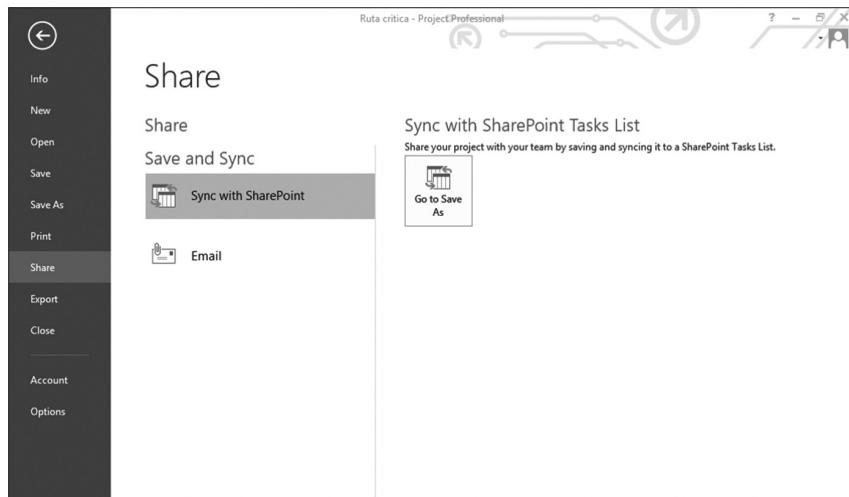 Ruta critica - Project Professional
?
Info
New
Open
Save
Save As
Print
Share
Export
Close
Account
Options
Share
Share
Save and Sync
Sync with SharePoint
Email
Sync with SharePoint Tasks List
Share your project with your team by saving and syncing it to a SharePoint Tasks List.
Go to Save
As